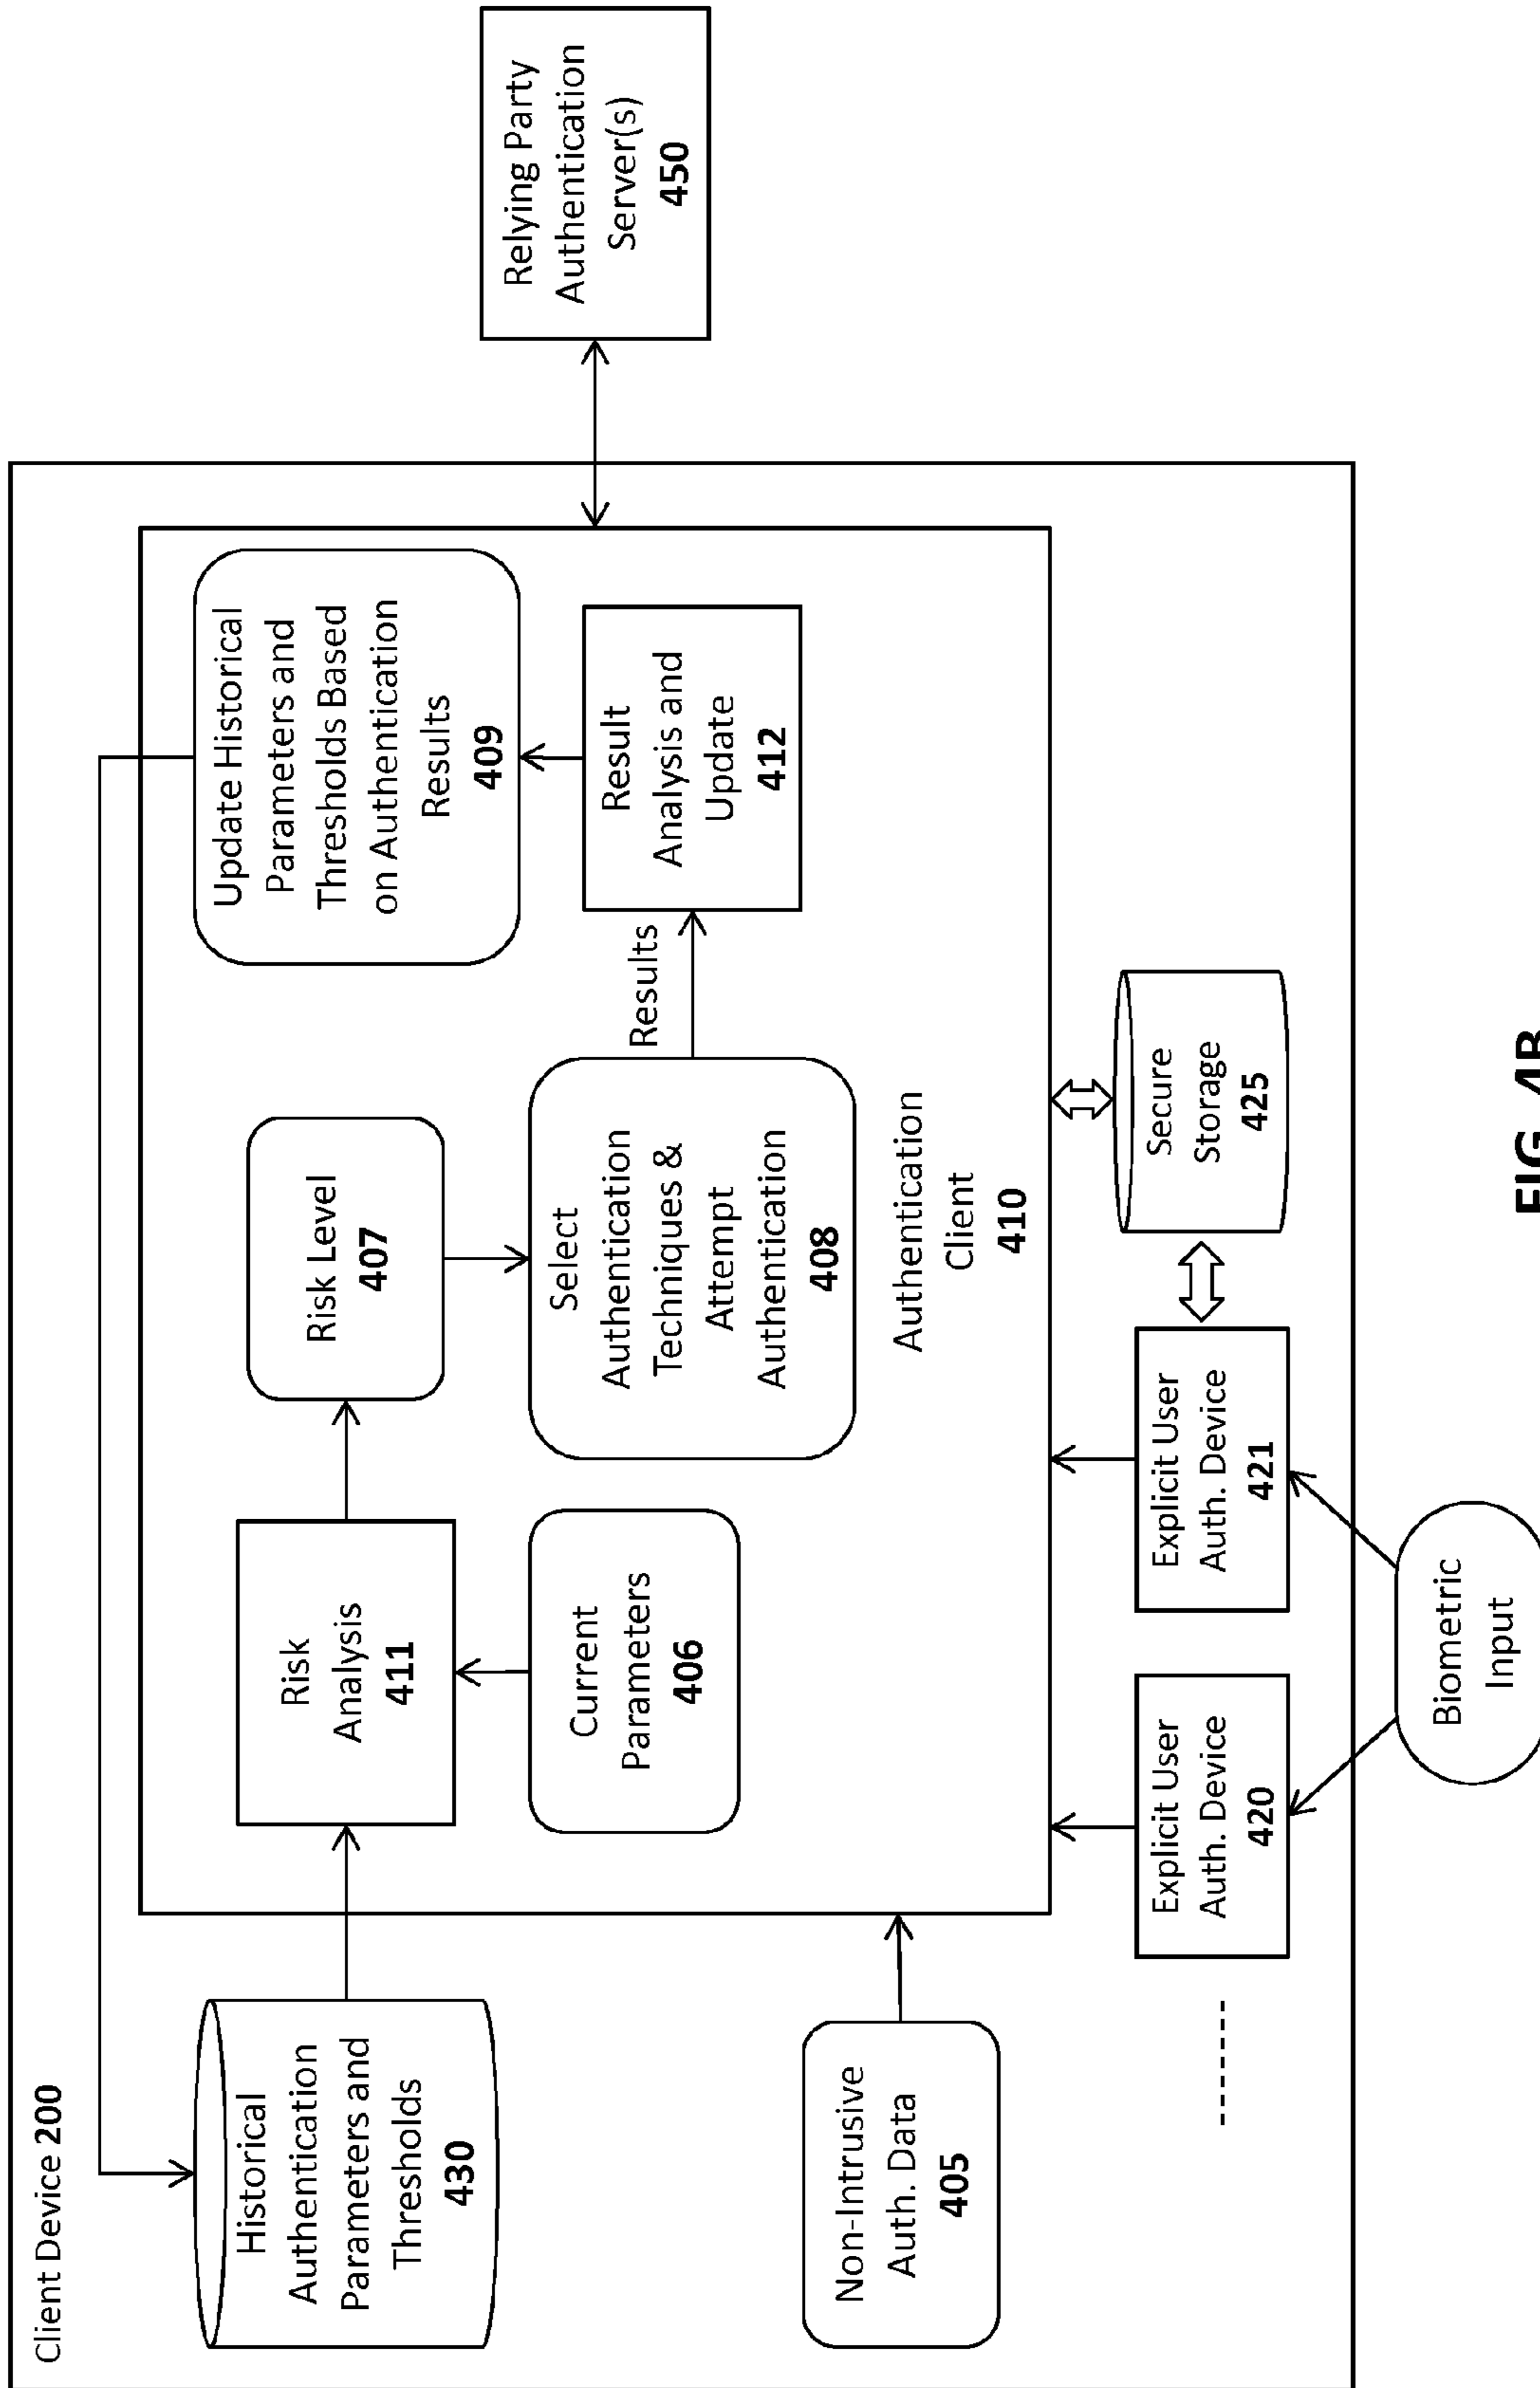 Client Device 200
Historical
Authentication
Parameters and
Thresholds
430
Non-Intrusive
Auth. Data
405
Risk
Analysis
411
Current
Parameters
406
Risk Level
407
Select
Authentication
Techniques &
Attempt
Authentication
408
Results
Update Historical
Parameters and
Thresholds Based
on Authentication
Results
409
Result
Analysis and
Update
412
Authentication
Client
410
Relying Party
Authentication
Server(s)
450
Explicit User
Auth. Device
420
Explicit User
Auth. Device
421
Secure
Storage
425
Biometric
Input
FIG. 4B